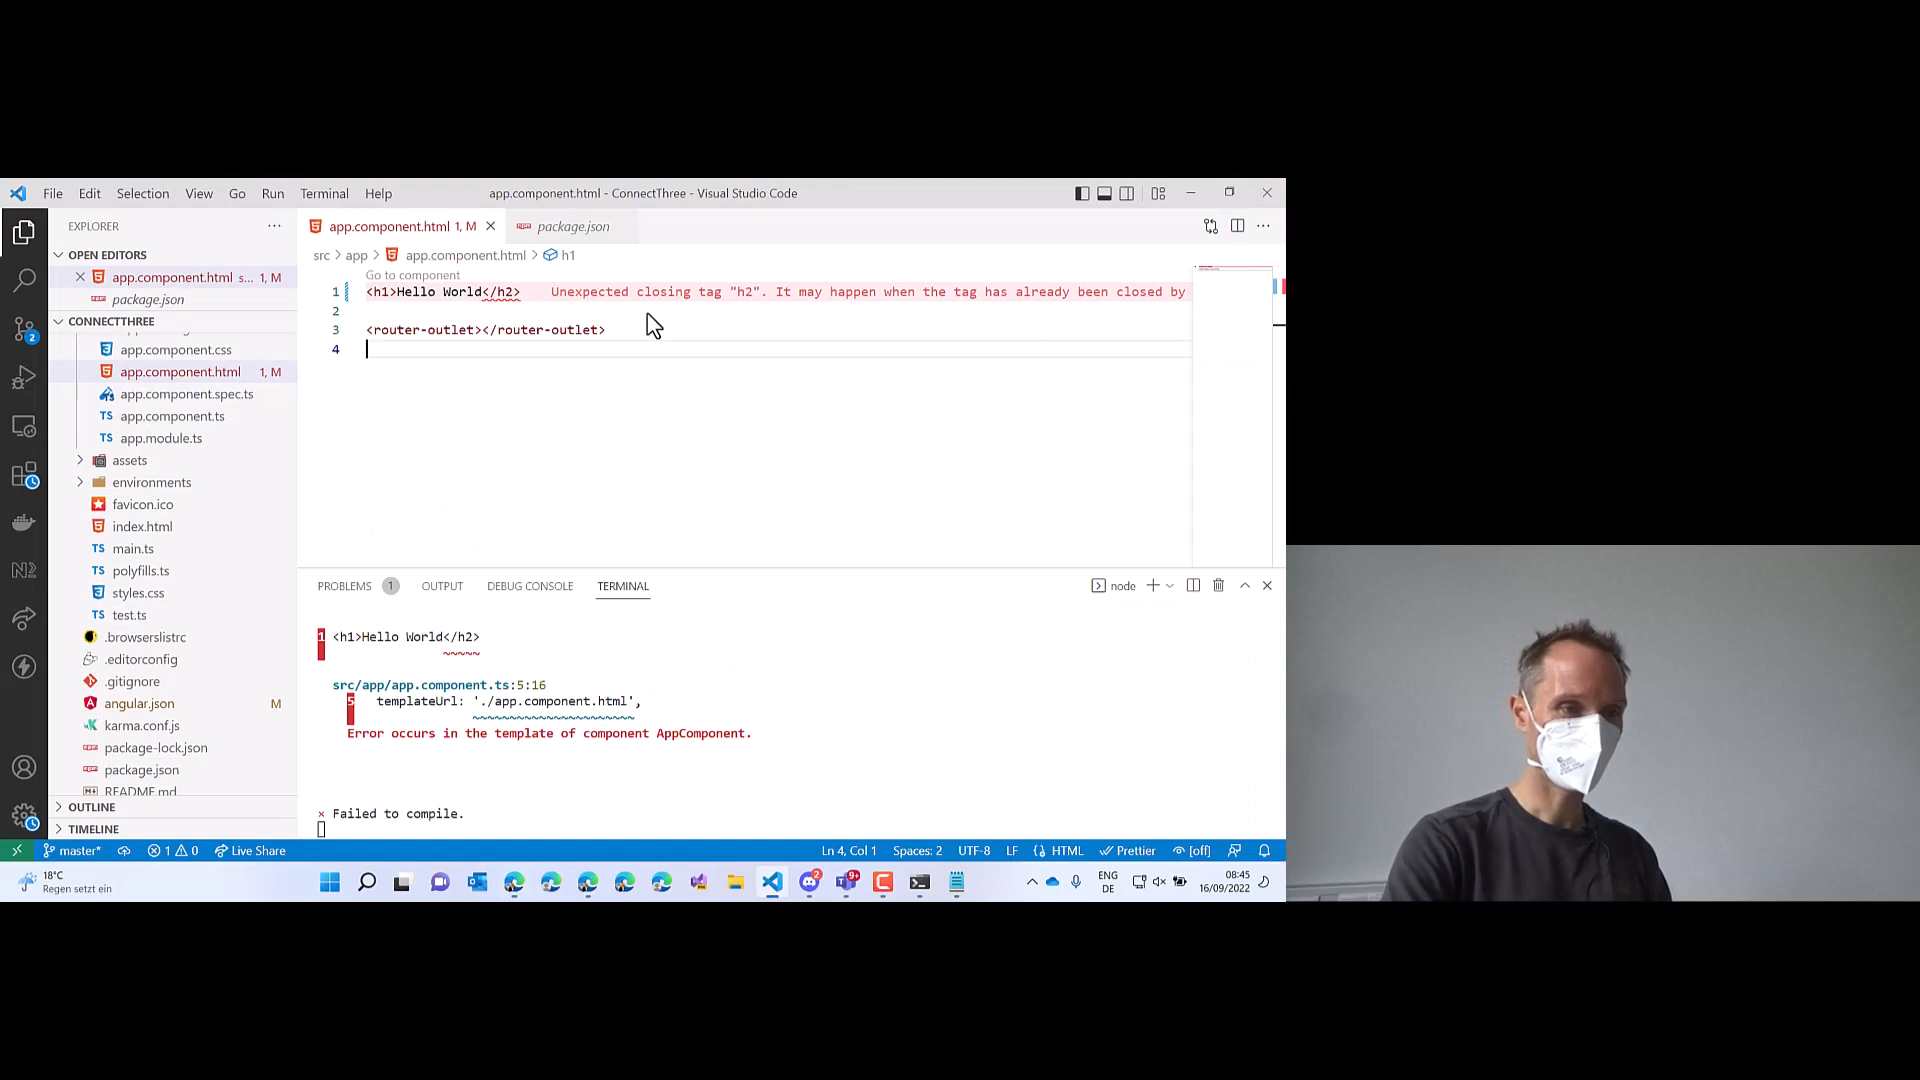 File Edit Selection View Go Run Terminal Help
app.component.html - ConnectThree - Visual Studio Code
EXPLORER
OPEN EDITORS
app.component.html s... 1, M
package.json
CONNECTTHREE
app.component.css
app.component.html 1, M
app.component.spec.ts
app.component.ts
app.module.ts
assets
environments
favicon.ico
index.html
main.ts
polyfills.ts
styles.css
test.ts
.browserslistrc
.editorconfig
.gitignore
angular.json M
karma.conf.js
package-lock.json
package.json
README.md
OUTLINE
TIMELINE
app.component.html 1, M
package.json
src > app > app.component.html > h1
Go to component
1 <h1>Hello World</h2> Unexpected closing tag "h2". It may happen when the tag has already been closed by
2
3 <router-outlet></router-outlet>
4
PROBLEMS 1 OUTPUT DEBUG CONSOLE TERMINAL
node
1 <h1>Hello World</h2>
~~~~~
src/app/app.component.ts:5:16
5 templateUrl: './app.component.html',
~~~~~~~~~~~~~~~~~~~~~~
Error occurs in the template of component AppComponent.
× Failed to compile.
master* 1 0 Live Share
Ln 4, Col 1 Spaces: 2 UTF-8 LF HTML Prettier [off]
18°C
Regen setzt ein
ENG
DE
08:45
16/09/2022